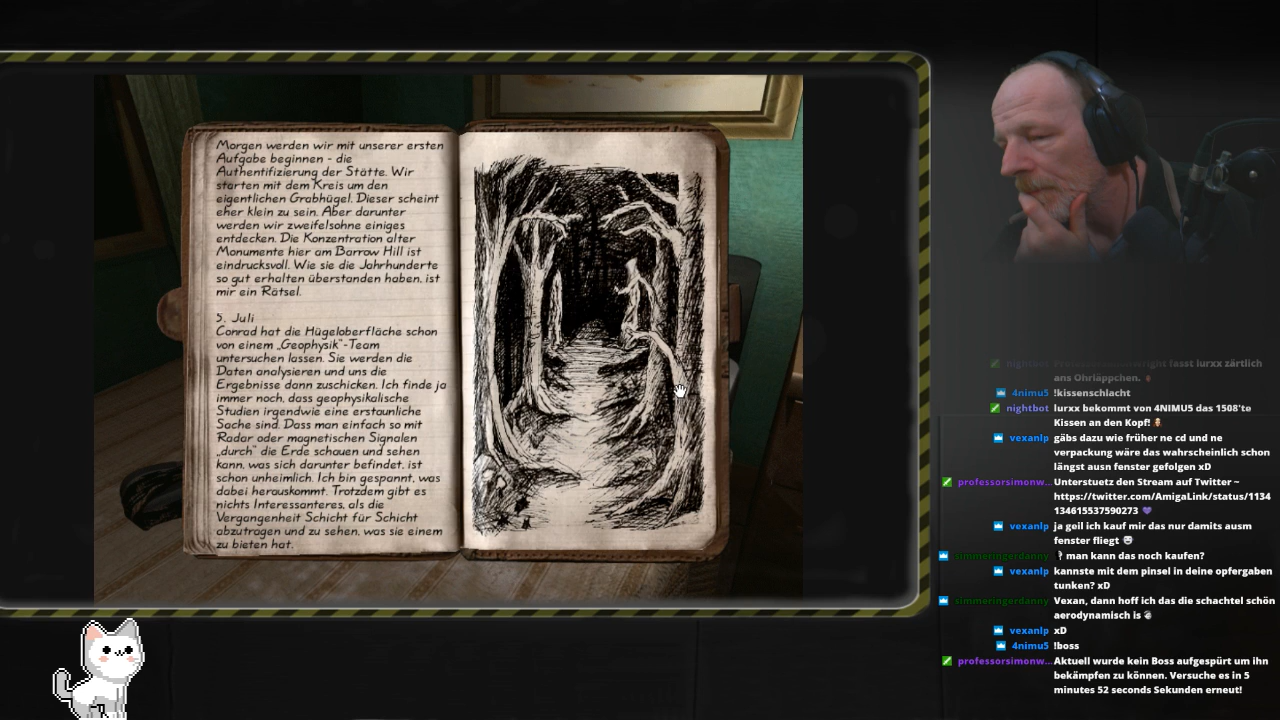 Morgen werden wir mit unserer ersten
Aufgabe beginnen - die
Authentifizierung der Stätte. Wir
starten mit dem Kreis um den
eigentlichen Grabhügel. Dieser scheint
eher klein zu sein. Aber darunter
werden wir zweifelsohne einiges
entdecken. Die Konzentration alter
Monumente hier am Barrow Hill ist
eindrucksvoll. Wie sie die Jahrhunderte
so gut erhalten überstanden haben, ist
mir ein Rätsel.
5. Juli
Conrad hat die Hügeloberfläche schon
von einem „Geophysik"-Team
untersuchen lassen. Sie werden die
Daten analysieren und uns die
Ergebnisse dann zuschicken. Ich finde ja
immer noch, dass geophysikalische
Studien irgendwie eine erstaunliche
Sache sind. Dass man einfach so mit
Radar oder magnetischen Signalen
„durch" die Erde schauen und sehen
kann, was sich darunter befindet, ist
schon unheimlich. Ich bin gespannt, was
dabei herauskommt. Trotzdem gibt es
nichts Interessanteres, als die
Vergangenheit Schicht für Schicht
abzutragen und zu sehen, was sie einem
zu bieten hat.
nightbot fasst lurxx zärtlich
ans Ohrläppchen.
4nimu5 !kissenschlacht
nightbot lurxx bekommt von 4NIMU5 das 1508'te
Kissen an den Kopf!
vexanlp gäbs dazu wie früher ne cd und ne
verpackung wäre das wahrscheinlich schon
längst ausn fenster gefolgen xD
professorsimonw... Unterstuetz den Stream auf Twitter ~
https://twitter.com/AmigaLink/status/1134
134615537590273
vexanlp ja geil ich kauf mir das nur damits ausm
fenster fliegt
simmeringerdanny man kann das noch kaufen?
vexanlp kannste mit dem pinsel in deine opfergaben
tunken? xD
simmeringerdanny Vexan, dann hoff ich das die schachtel schön
aerodynamisch is
vexanlp xD
4nimu5 !boss
professorsimonw... Aktuell wurde kein Boss aufgespürt um ihn
bekämpfen zu können. Versuche es in 5
minutes 52 seconds Sekunden erneut!